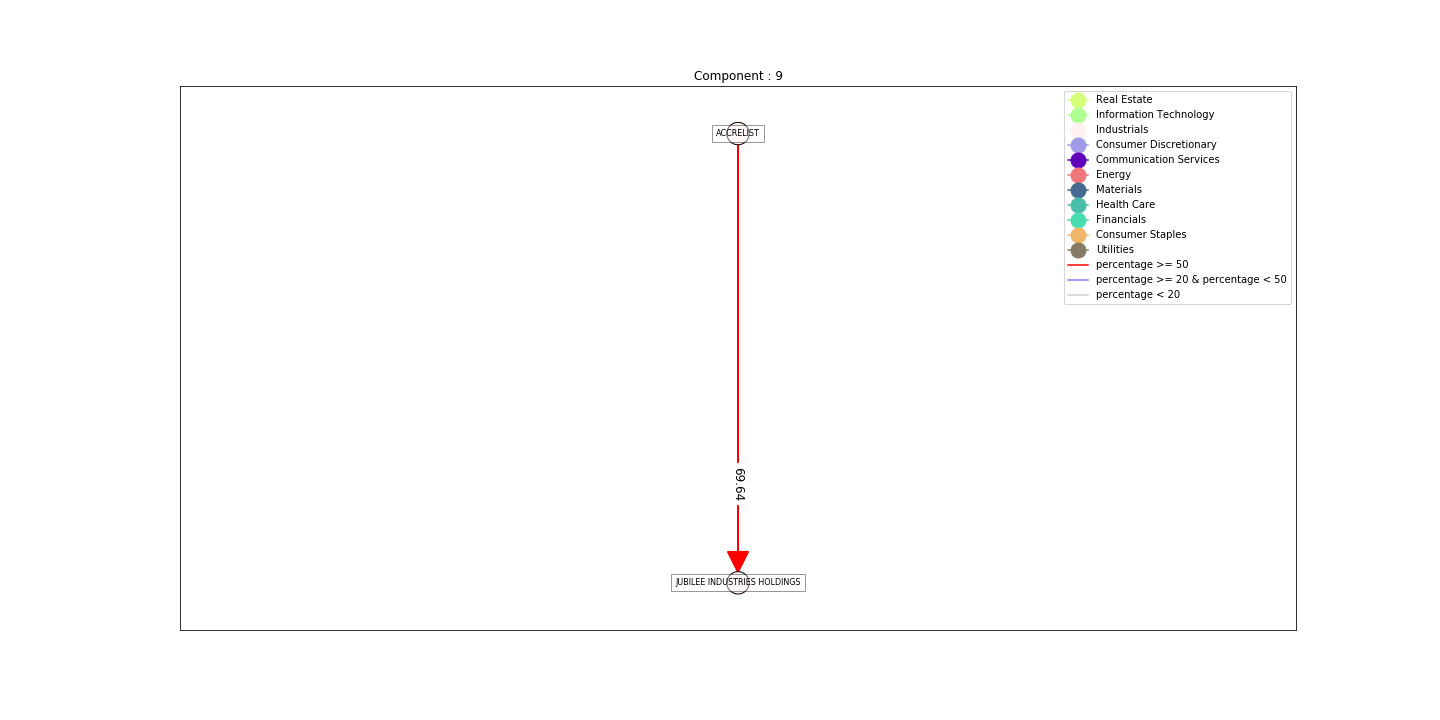 Component : 9
ACCRELIST
Real Estate
Information Technology
Industrials
Consumer Discretionary
Communication Services
Energy
Materials
Health Care
Financials
Consumer Staples
Utilities
percentage >= 50
percentage >= 20 & percentage < 50
percentage < 20
69.64
JUBILEE INDUSTRIES HOLDINGS